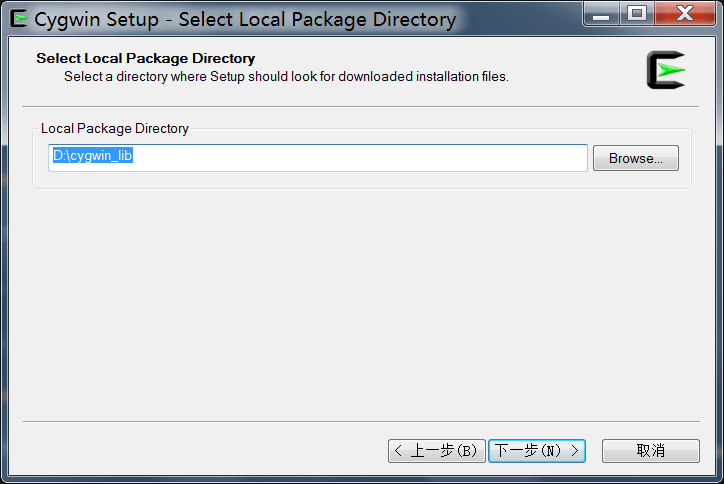 Cygwin Setup - Select Local Package Directory
Select Local Package Directory
Select a directory where Setup should look for downloaded installation files.
Local Package Directory
D:\cygwin_lib
Browse...
< 上一步(B)
下一步(N) >
取消